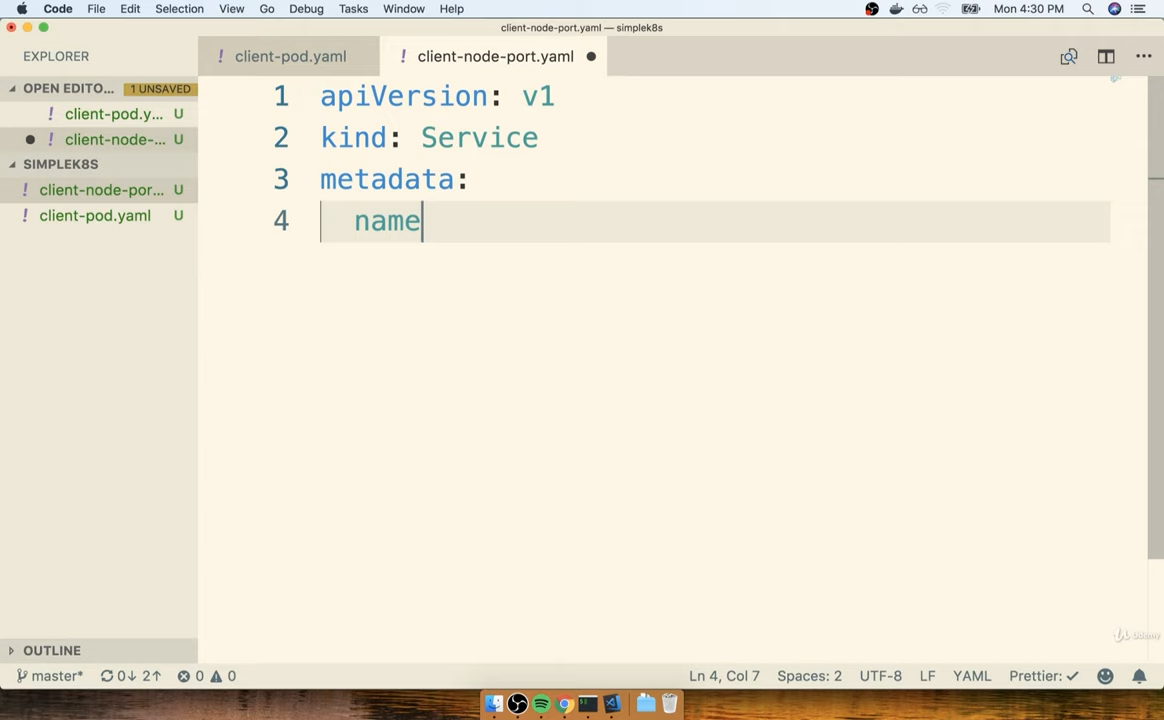 Code File Edit Selection View Go Debug Tasks Window Help Mon 4:30 PM
client-node-port.yaml — simplek8s
EXPLORER
! client-pod.yaml ! client-node-port.yaml
OPEN EDITO... 1 UNSAVED
! client-pod.y... U
! client-node-... U
SIMPLEK8S
! client-node-por... U
! client-pod.yaml U
1 apiVersion: v1
2 kind: Service
3 metadata:
4 name
Udemy
OUTLINE
master* 0↓ 2↑ 0 0 Ln 4, Col 7 Spaces: 2 UTF-8 LF YAML Prettier: ✓